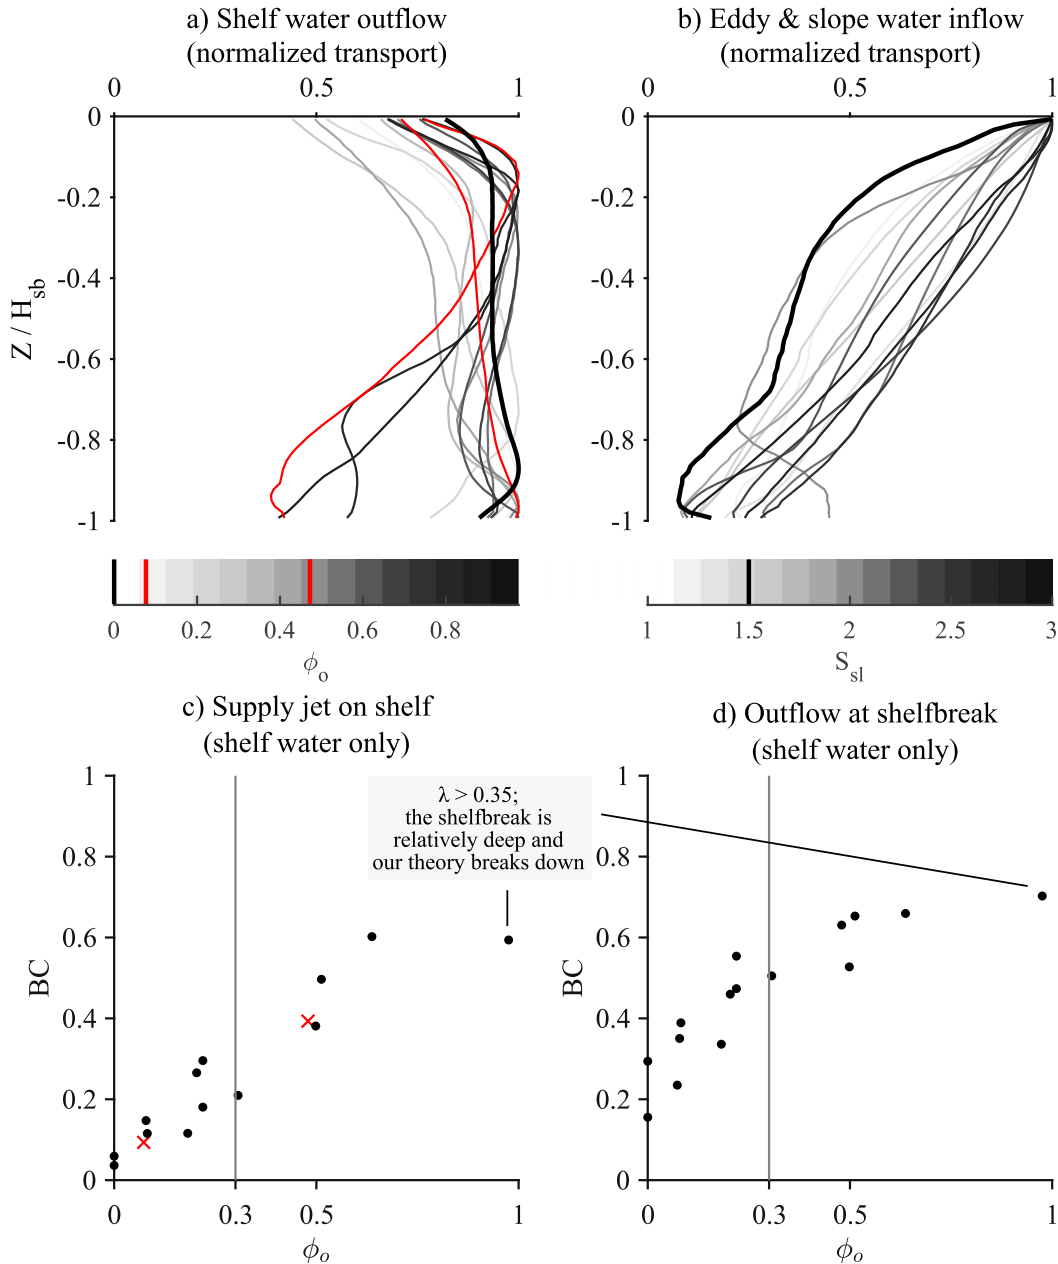 a) Shelf water outflow
(normalized transport)
0 0.5 1
0
-0.2
-0.4
-0.6
-0.8
-1
Z / H_sb
0 0.2 0.4 0.6 0.8
ϕ_o
b) Eddy & slope water inflow
(normalized transport)
0 0.5 1
0
-0.2
-0.4
-0.6
-0.8
-1
1 1.5 2 2.5 3
S_sl
c) Supply jet on shelf
(shelf water only)
1
0.8
0.6
0.4
0.2
0
BC
λ > 0.35;
the shelfbreak is
relatively deep and
our theory breaks down
0 0.3 0.5 1
ϕ_o
d) Outflow at shelfbreak
(shelf water only)
1
0.8
0.6
0.4
0.2
0
BC
0 0.3 0.5 1
ϕ_o